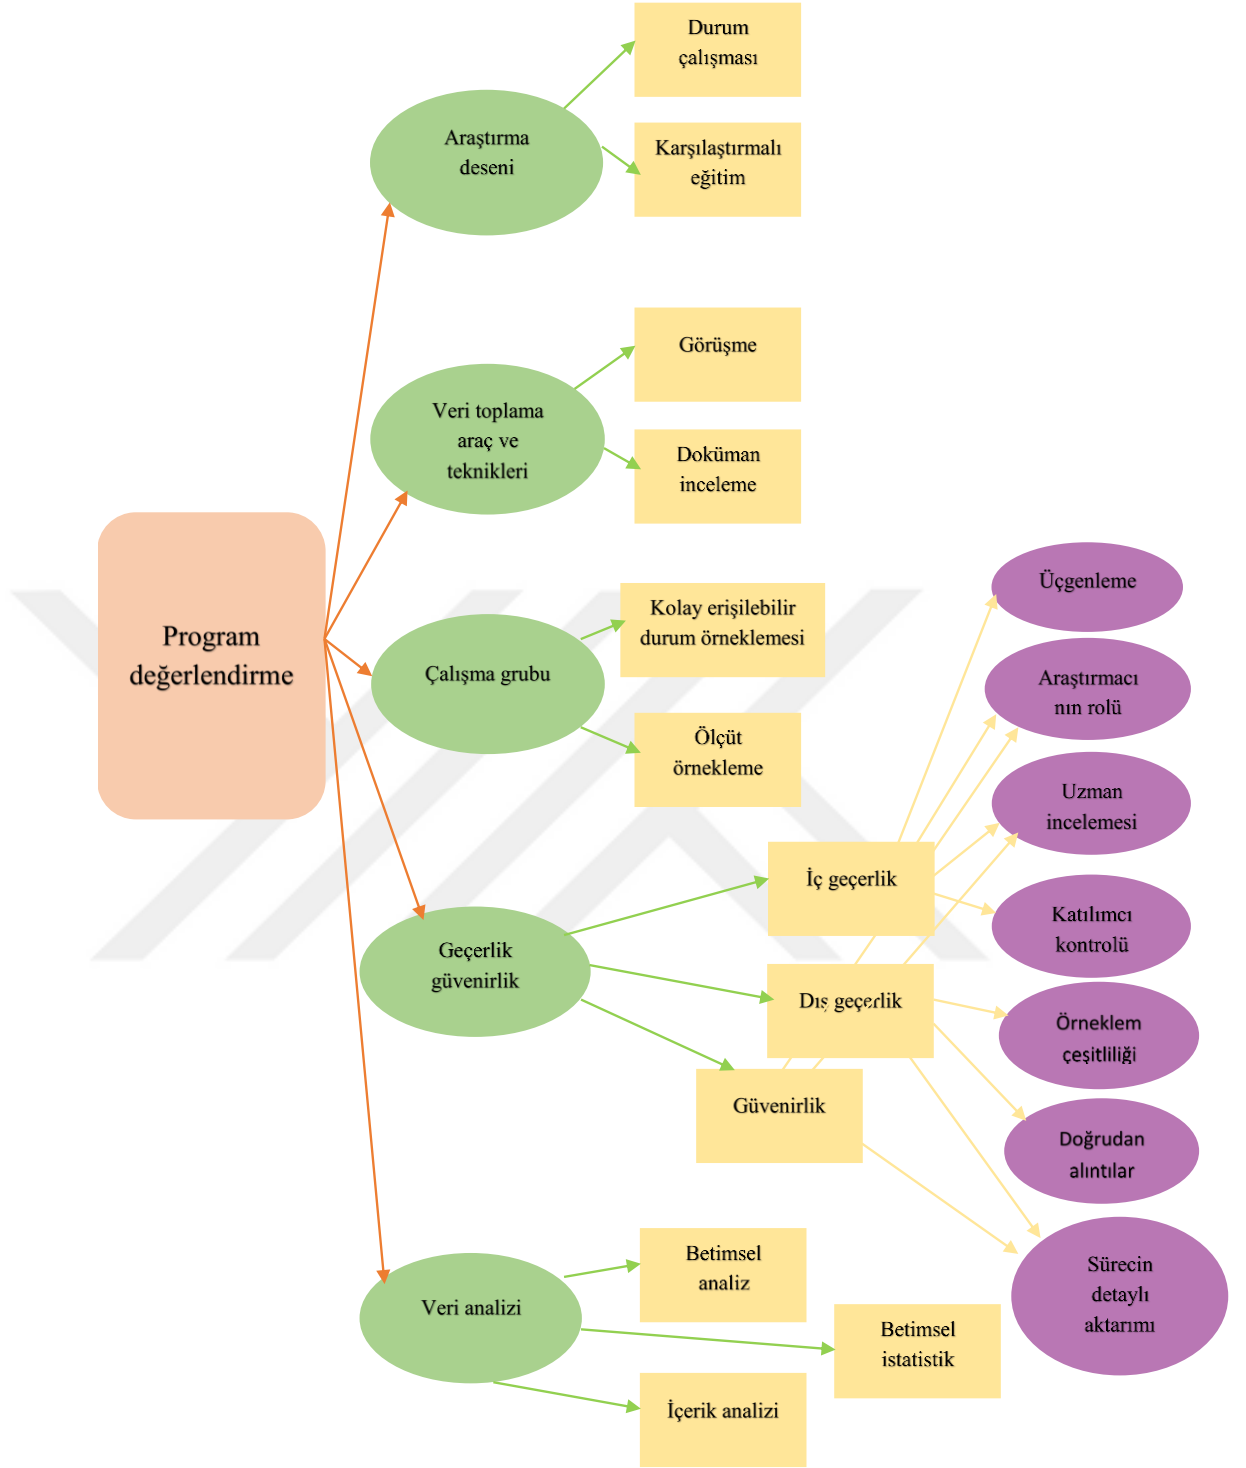 Durum
çalışması
Araştırma
deseni
Karşılaştırmalı
eğitim
Görüşme
Veri toplama
araç ve
teknikleri
Doküman
inceleme
Program
değerlendirme
Kolay erişilebilir
durum örneklemesi
Çalışma grubu
Ölçüt
örnekleme
Üçgenleme
Araştırmacı
nın rolü
Uzman
incelemesi
İç geçerlik
Katılımcı
kontrolü
Geçerlik
güvenirlik
Dış geçerlik
Örneklem
çeşitliliği
Güvenirlik
Doğrudan
alıntılar
Sürecin
detaylı
aktarımı
Veri analizi
Betimsel
analiz
Betimsel
istatistik
İçerik analizi